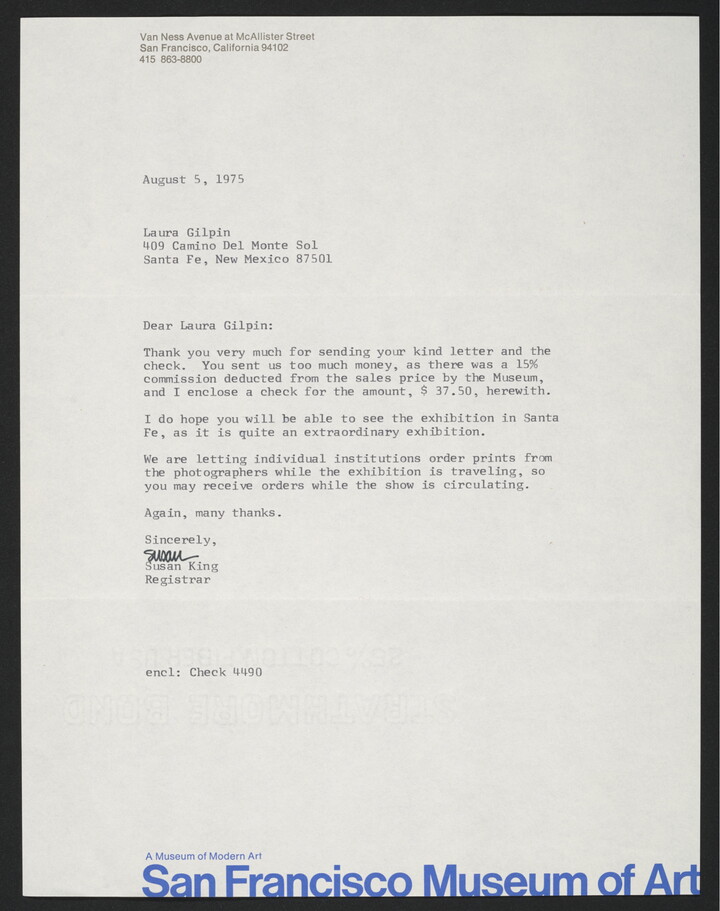 Van Ness Avenue at McAllister Street
San Francisco, California 94102
415 863-8800
August 5, 1975
Laura Gilpin
409 Camino Del Monte Sol
Santa Fe, New Mexico 87501
Dear Laura Gilpin:
Thank you very much for sending your kind letter and the
check. You sent us too much money, as there was a 15%
commission deducted from the sales price by the Museum,
and I enclose a check for the amount, $ 37.50, herewith.
I do hope you will be able to see the exhibition in Santa
Fe, as it is quite an extraordinary exhibition.
We are letting individual institutions order prints from
the photographers while the exhibition is traveling, so
you may receive orders while the show is circulating.
Again, many thanks.
Sincerely,
Susan
Susan King
Registrar
encl: Check 4490
STRATHMORE BOND
A Museum of Modern Art
San Francisco Museum of Art